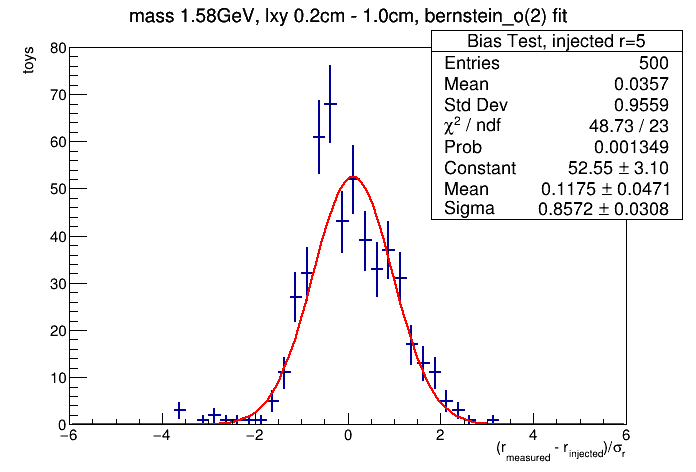 mass 1.58GeV, lxy 0.2cm - 1.0cm, bernstein_o(2) fit
Bias Test, injected r=5
Entries 500
Mean 0.0357
Std Dev 0.9559
χ² / ndf 48.73 / 23
Prob 0.001349
Constant 52.55 ± 3.10
Mean 0.1175 ± 0.0471
Sigma 0.8572 ± 0.0308
toys
80
70
60
50
40
30
20
10
0
−6 −4 −2 0 2 4 6
(r_measured - r_injected)/σ_r